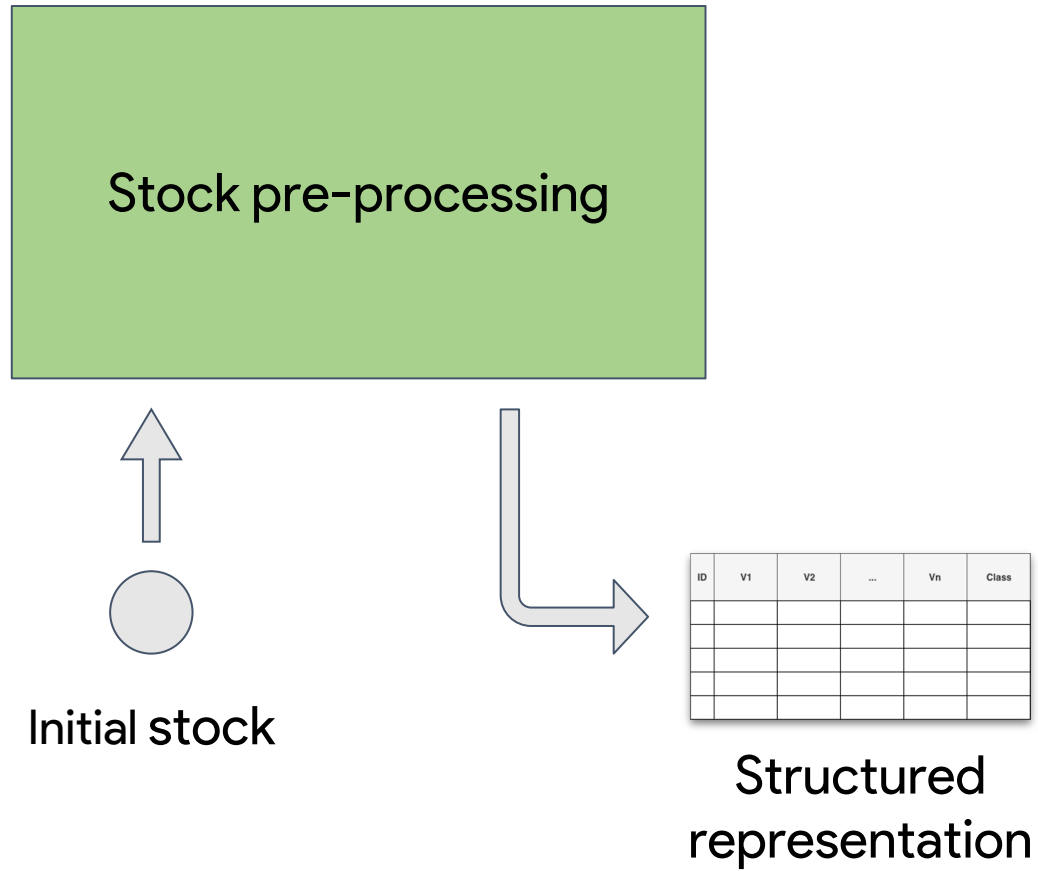 Stock pre-processing
Initial stock
ID V1 V2 ... Vn Class
Structured
representation